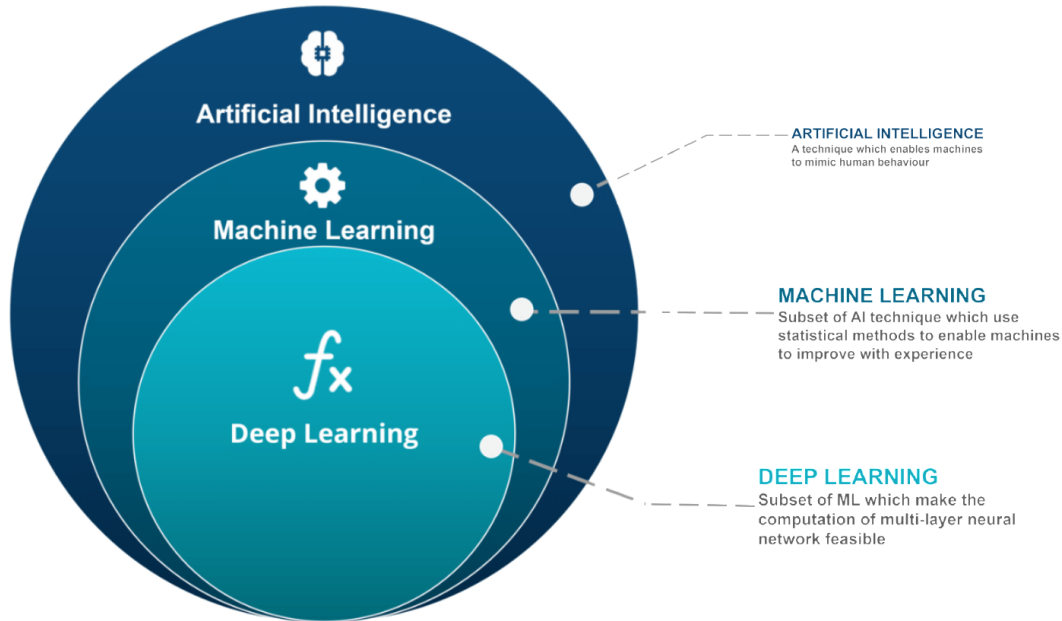 Artificial Intelligence
Machine Learning
fx
Deep Learning
ARTIFICIAL INTELLIGENCE
A technique which enables machines
to mimic human behaviour
MACHINE LEARNING
Subset of AI technique which use
statistical methods to enable machines
to improve with experience
DEEP LEARNING
Subset of ML which make the
computation of multi-layer neural
network feasible